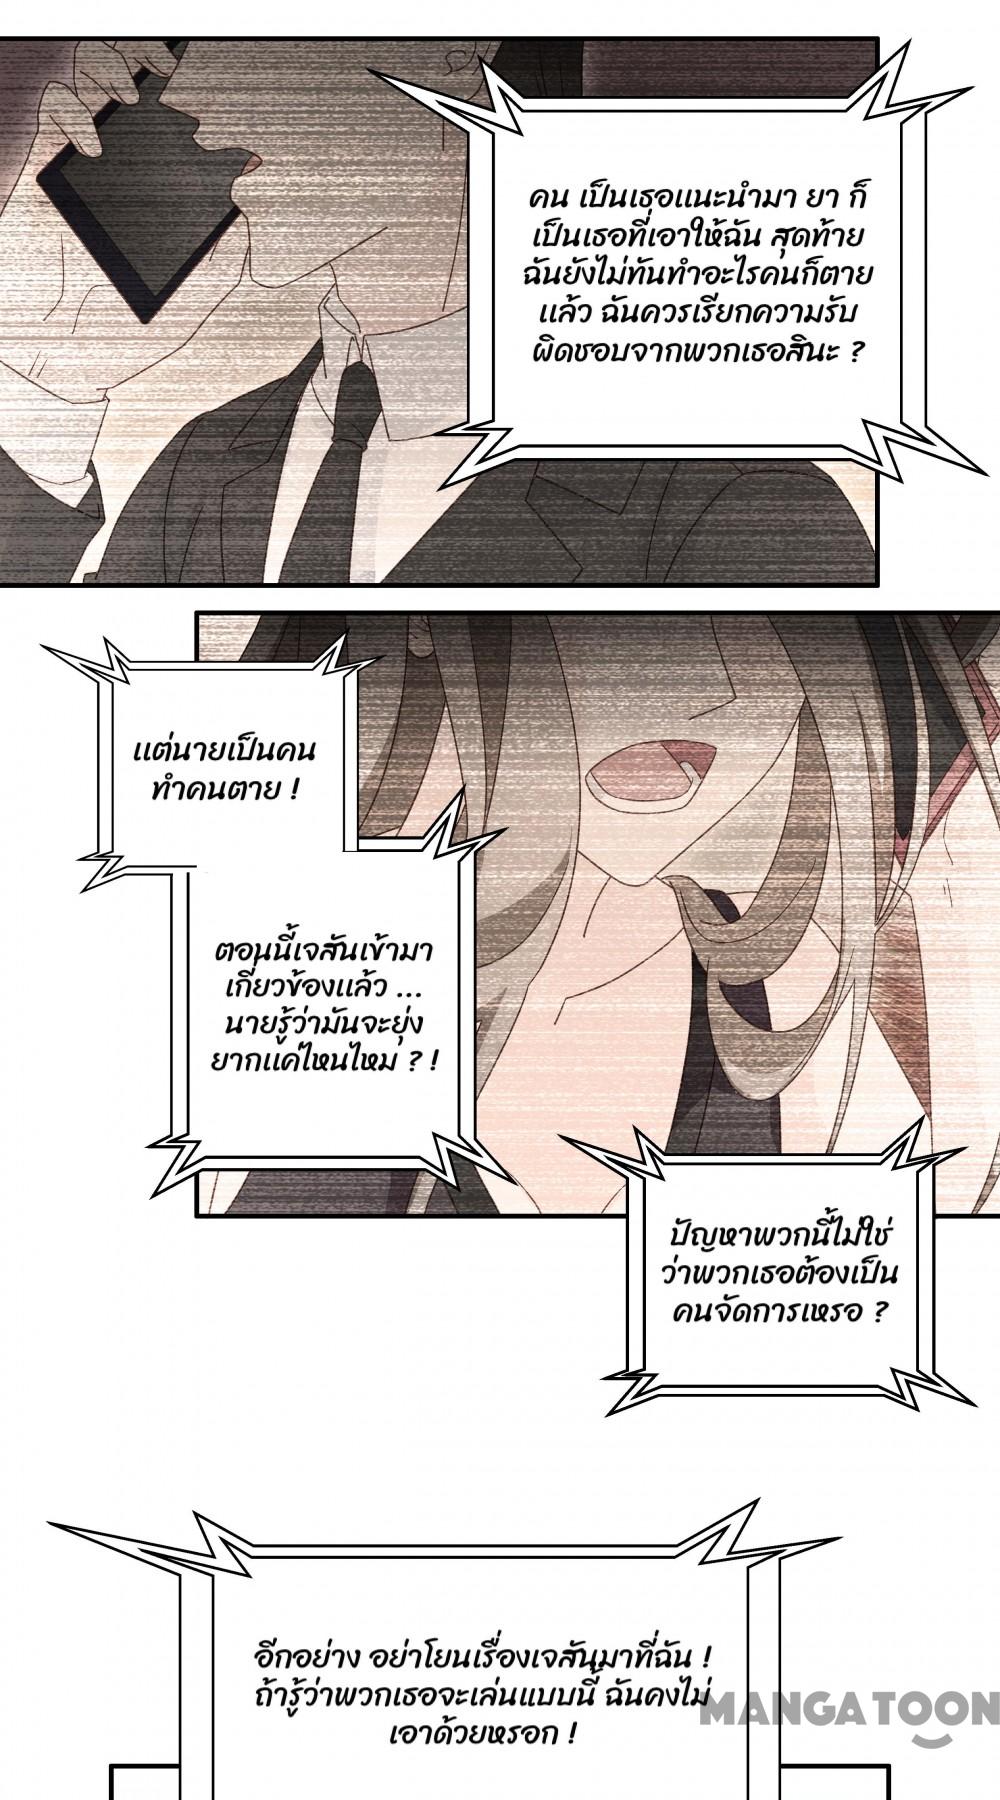 คน เป็นเธอแนะนำมา ยา ก็
เป็นเธอที่เอาให้ฉัน สุดท้าย
ฉันยังไม่ทันทำอะไรคนก็ตาย
แล้ว ฉันควรเรียกความรับ
ผิดชอบจากพวกเธอสินะ ?
แต่นายเป็นคน
ทำคนตาย !
ตอนนี้เจสันเข้ามา
เกี่ยวข้องแล้ว ...
นายรู้ว่ามันจะยุ่ง
ยากแค่ไหนไหม ? !
ปัญหาพวกนี้ไม่ใช่
ว่าพวกเธอต้องเป็น
คนจัดการเหรอ ?
อีกอย่าง อย่าโยนเรื่องเจสันมาที่ฉัน !
ถ้ารู้ว่าพวกเธอจะเล่นแบบนี้ ฉันคงไม่
เอาด้วยหรอก !
MANGATOON